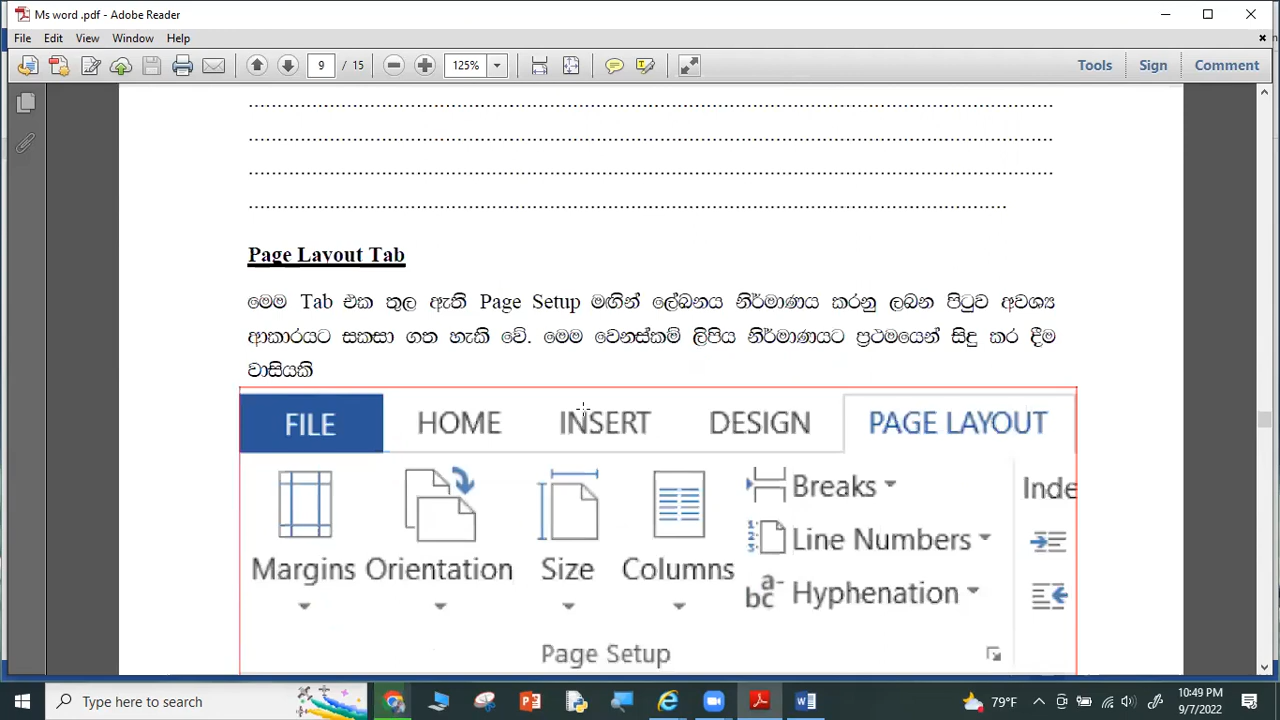 Ms word .pdf - Adobe Reader
File Edit View Window Help
9 / 15 125% Tools Sign Comment
Page Layout Tab
මෙම Tab එක තුල ඇති Page Setup මඟින් ලේඛනය නිර්මාණය කරනු ලබන පිටුව අවශ්‍ය
ආකාරයට සකසා ගත හැකි වේ. මෙම වෙනස්කම් ලිපිය නිර්මාණයට ප්‍රථමයෙන් සිදු කර දීම
වාසියකි
FILE HOME INSERT DESIGN PAGE LAYOUT
Breaks Inde
Line Numbers
Margins Orientation Size Columns
Hyphenation
Page Setup
Type here to search 79°F 10:49 PM
9/7/2022